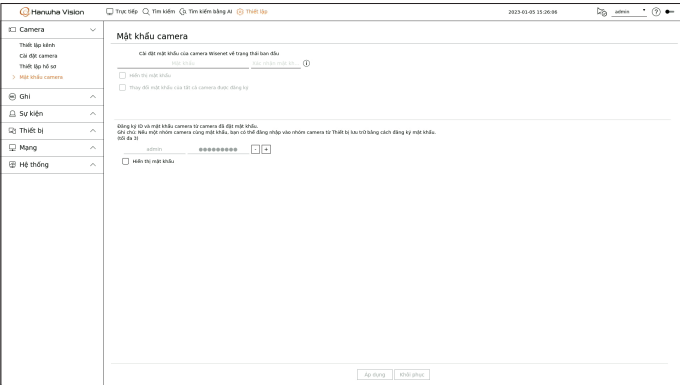 Hanwha Vision
Trực tiếp Tìm kiếm Tìm kiếm bằng AI Thiết lập
2023-01-05 15:26:06
admin
Camera
Thiết lập kênh
Cài đặt camera
Thiết lập hồ sơ
Mật khẩu camera
Ghi
Sự kiện
Thiết bị
Mạng
Hệ thống
Mật khẩu camera
Cài đặt mật khẩu của camera Wisenet về trạng thái ban đầu
Mật khẩu Xác nhận mật kh...
Hiển thị mật khẩu
Thay đổi mật khẩu của tất cả camera được đăng ký
Đăng ký ID và mật khẩu camera từ camera đã đặt mật khẩu.
Ghi chú: Nếu một nhóm camera cùng mật khẩu, bạn có thể đăng nhập vào nhóm camera từ Thiết bị lưu trữ bằng cách đăng ký mật khẩu.
(tối đa 3)
admin ●●●●●●●●● - +
Hiển thị mật khẩu
Áp dụng Khôi phục